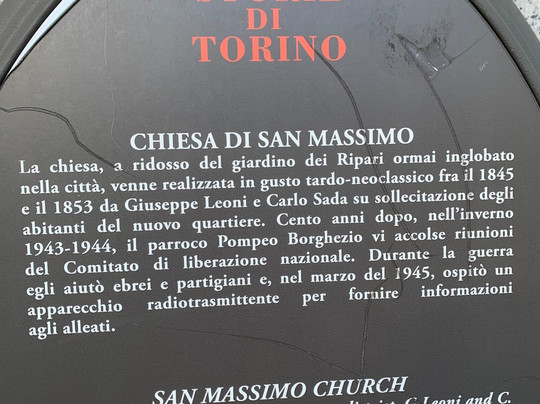 STORIE
DI
TORINO
CHIESA DI SAN MASSIMO
La chiesa, a ridosso del giardino dei Ripari ormai inglobato
nella città, venne realizzata in gusto tardo-neoclassico fra il 1845
e il 1853 da Giuseppe Leoni e Carlo Sada su sollecitazione degli
abitanti del nuovo quartiere. Cento anni dopo, nell'inverno
1943-1944, il parroco Pompeo Borghezio vi accolse riunioni
del Comitato di liberazione nazionale. Durante la guerra
egli aiutò ebrei e partigiani e, nel marzo del 1945, ospitò un
apparecchio radiotrasmittente per fornire informazioni
agli alleati.
SAN MASSIMO CHURCH
G. Leoni and C.